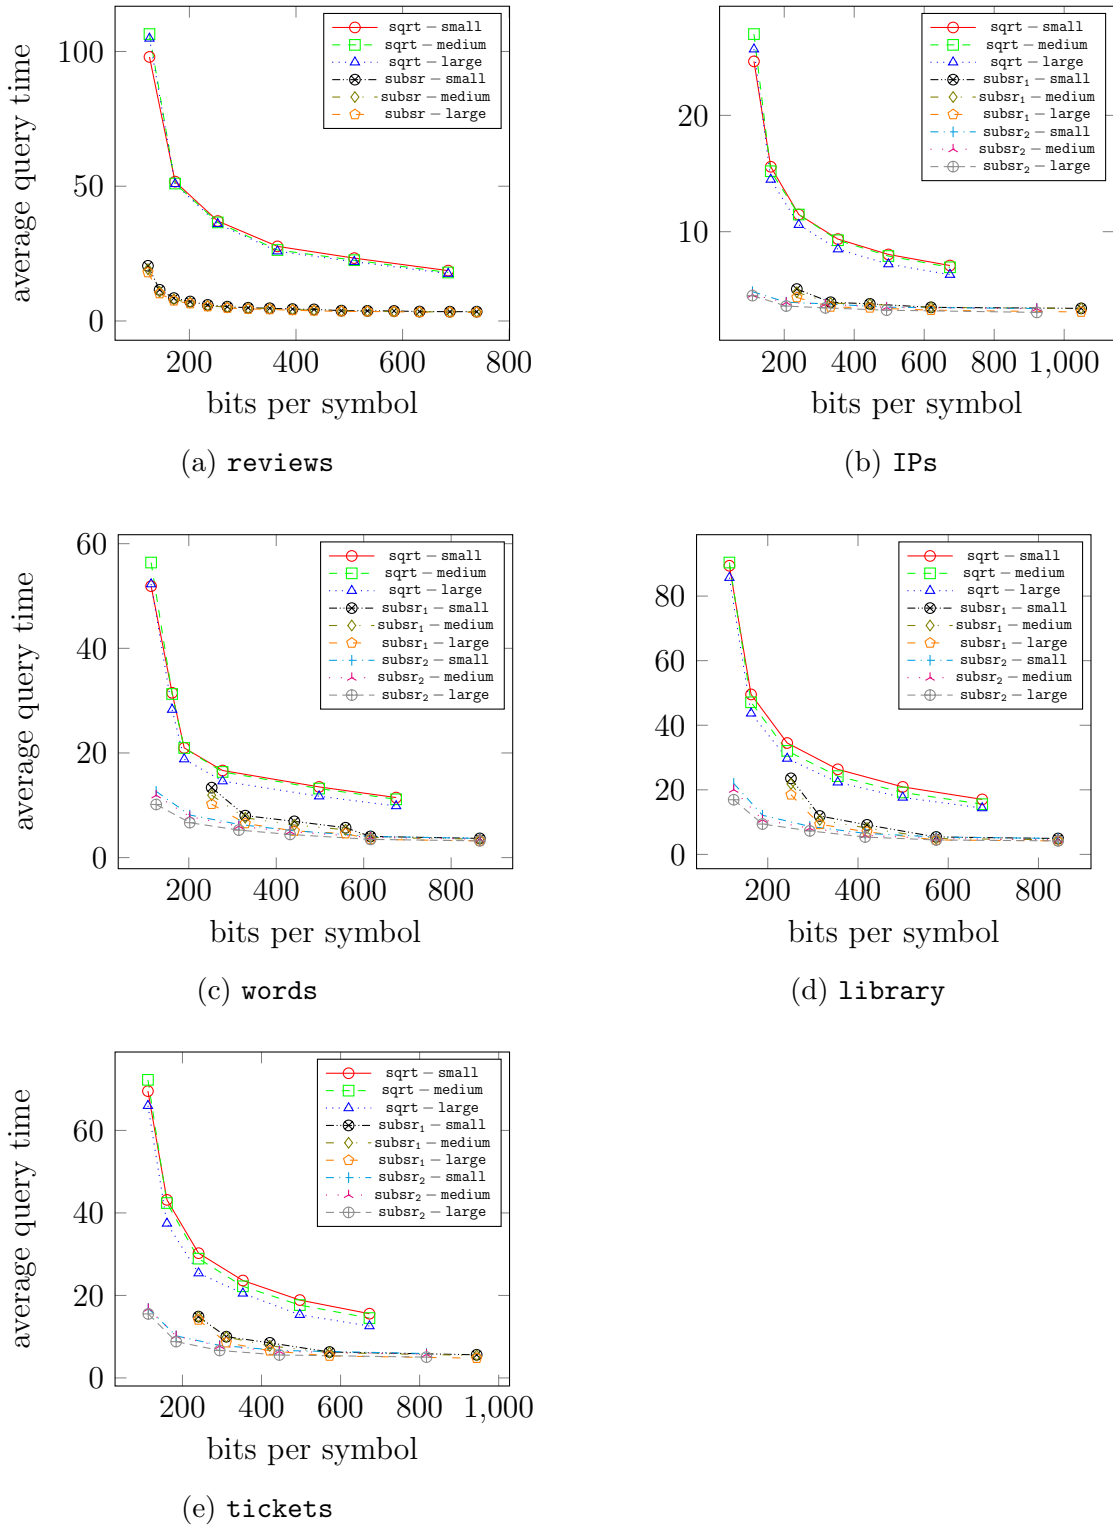 average query time
100
50
0
sqrt − small
sqrt − medium
sqrt − large
subsr − small
subsr − medium
subsr − large
200 400 600 800
bits per symbol
(a) reviews
20
10
sqrt − small
sqrt − medium
sqrt − large
subsr₁ − small
subsr₁ − medium
subsr₁ − large
subsr₂ − small
subsr₂ − medium
subsr₂ − large
200 400 600 800 1,000
bits per symbol
(b) IPs
average query time
60
40
20
0
sqrt − small
sqrt − medium
sqrt − large
subsr₁ − small
subsr₁ − medium
subsr₁ − large
subsr₂ − small
subsr₂ − medium
subsr₂ − large
200 400 600 800
bits per symbol
(c) words
80
60
40
20
0
sqrt − small
sqrt − medium
sqrt − large
subsr₁ − small
subsr₁ − medium
subsr₁ − large
subsr₂ − small
subsr₂ − medium
subsr₂ − large
200 400 600 800
bits per symbol
(d) library
average query time
60
40
20
0
sqrt − small
sqrt − medium
sqrt − large
subsr₁ − small
subsr₁ − medium
subsr₁ − large
subsr₂ − small
subsr₂ − medium
subsr₂ − large
200 400 600 800 1,000
bits per symbol
(e) tickets